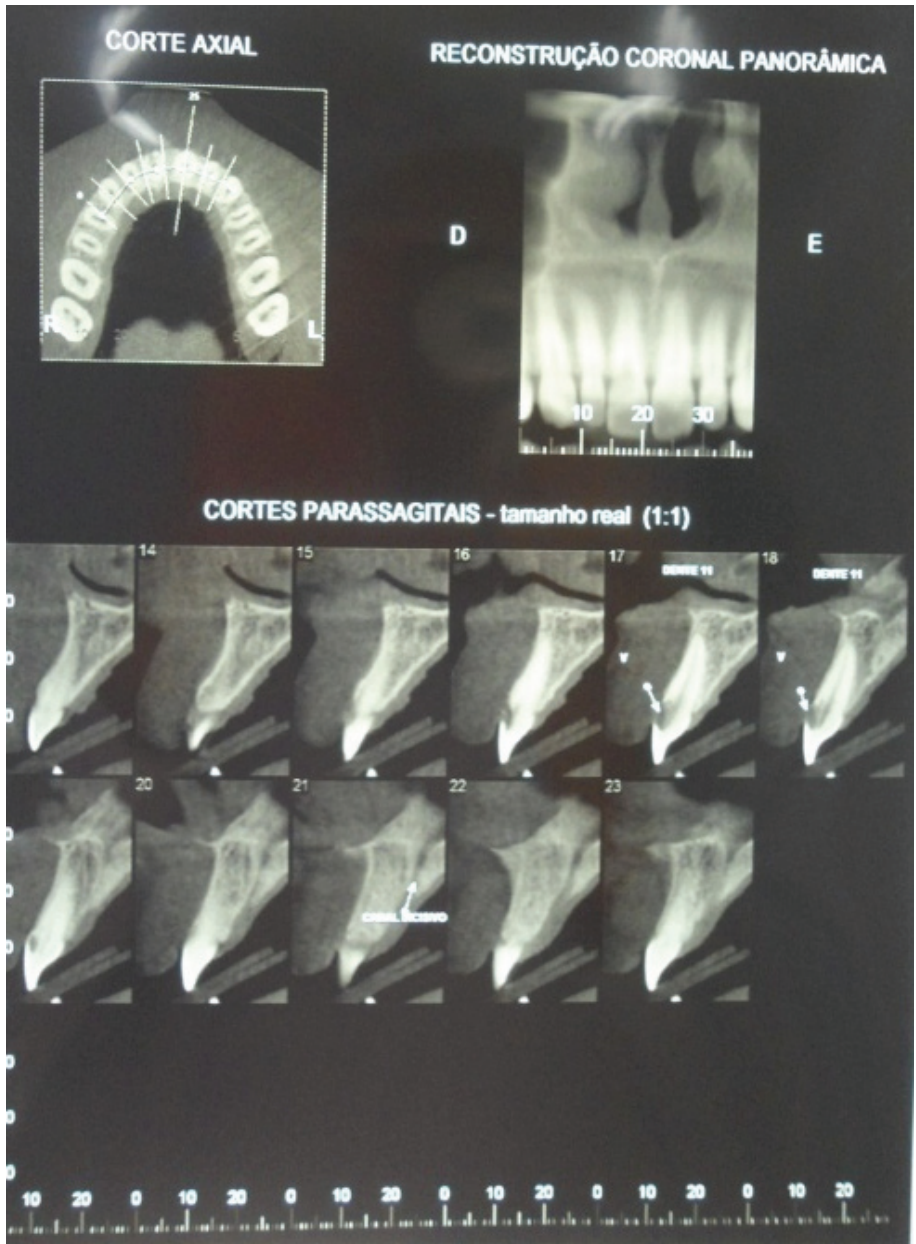 CORTE AXIAL
RECONSTRUÇÃO CORONAL PANORÂMICA
25
D
E
R
L
10 20 30
CORTES PARASSAGITAIS - tamanho real (1:1)
14 15 16 17 18
DENTE 11
DENTE 11
V
V
20 21 22 23
CANAL INCISIVO
10 20 0 10 20 0 10 20 0 10 20 0 10 20 0 10 20